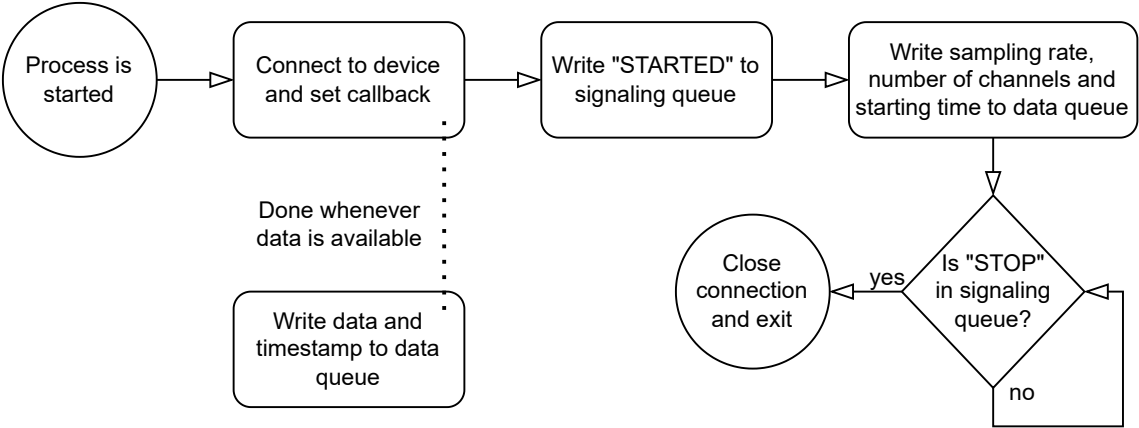 Process is
started
Connect to device
and set callback
Write "STARTED" to
signaling queue
Write sampling rate,
number of channels and
starting time to data queue
Done whenever
data is available
Write data and
timestamp to data
queue
Close
connection
and exit
yes
Is "STOP"
in signaling
queue?
no